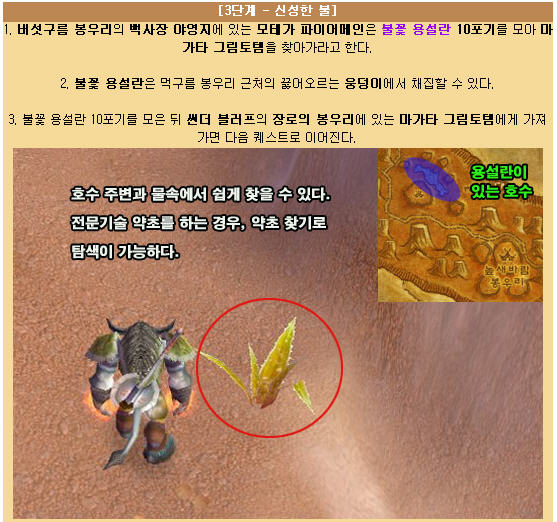 [3단계 - 신성한 불]
1. 버섯구름 봉우리의 백사장 야영지에 있는 모테가 파이어메인은 불꽃 용설란 10포기를 모아 마
가타 그림토템을 찾아가라고 한다.
2. 불꽃 용설란은 먹구름 봉우리 근처의 끓어오르는 웅덩이에서 채집할 수 있다.
3. 불꽃 용설란 10포기를 모은 뒤 썬더 블러프의 장로의 봉우리에 있는 마가타 그림토템에게 가져
가면 다음 퀘스트로 이어진다.
호수 주변과 물속에서 쉽게 찾을 수 있다.
전문기술 약초를 하는 경우, 약초 찾기로
탐색이 가능하다.
용설란이
있는 호수
높새바람
봉우리